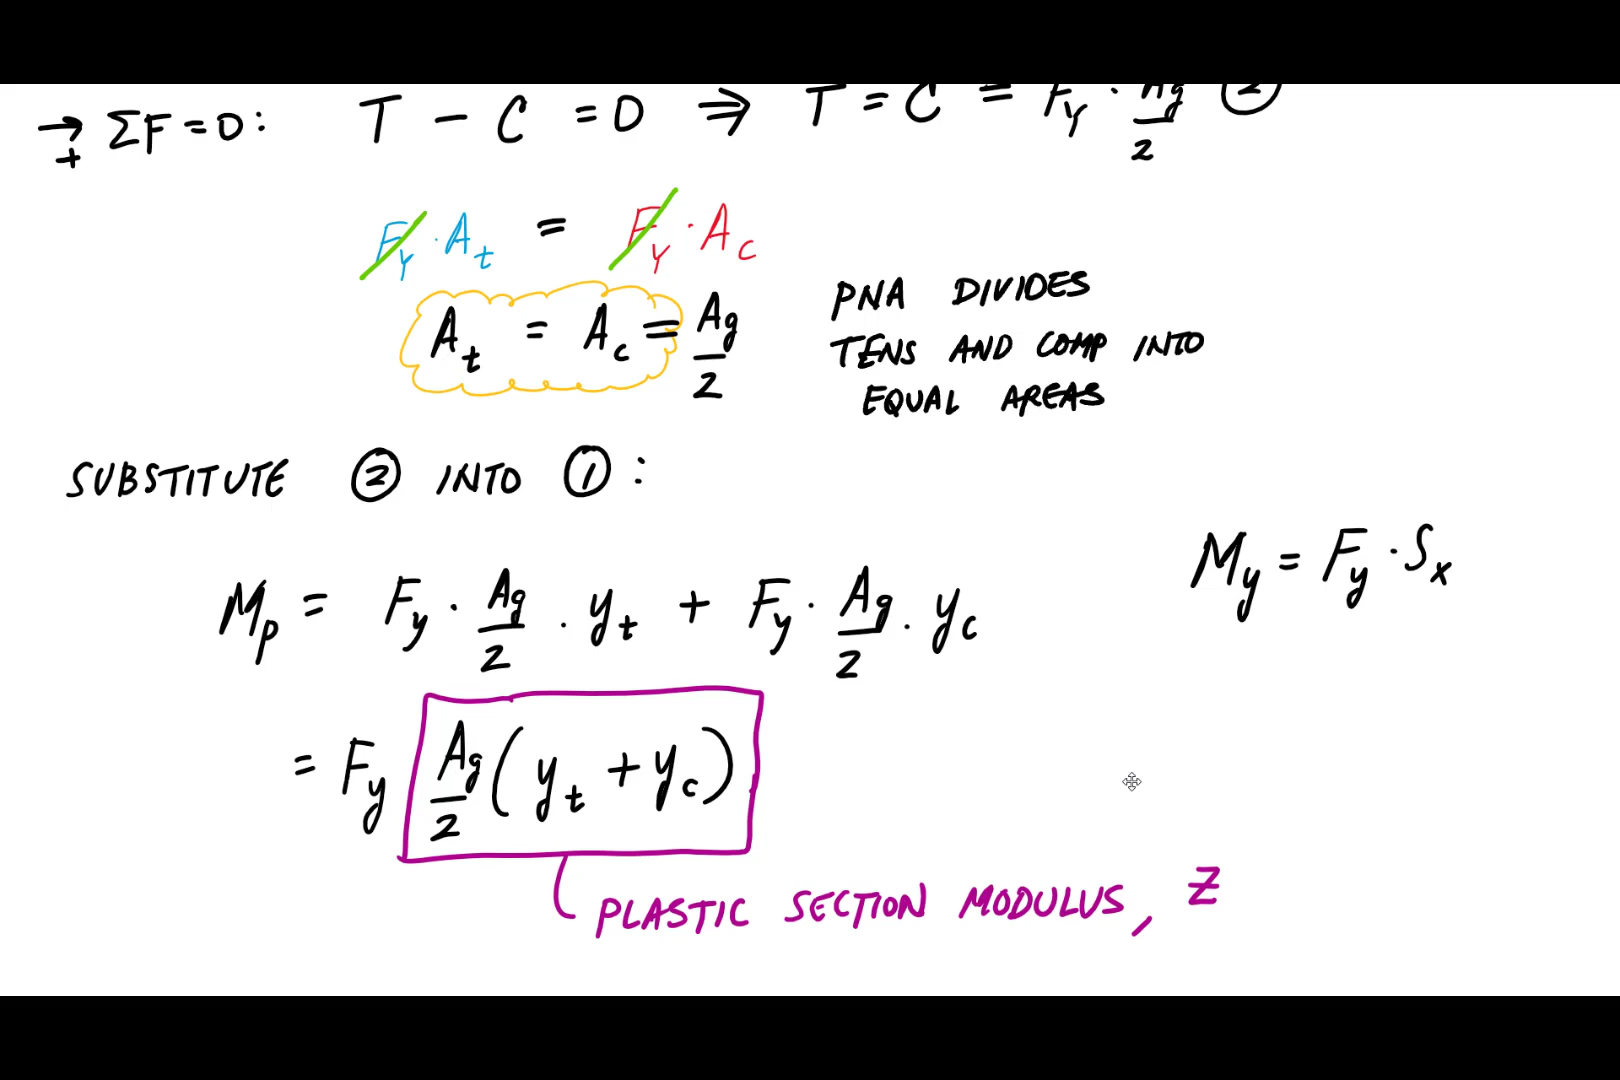 →+ ΣF=0: T - C = 0 ⇒ T = C = Fy · Ag/2 ②
Fy · At = Fy · Ac
At = Ac = Ag/2
PNA DIVIDES
TENS AND COMP INTO
EQUAL AREAS
SUBSTITUTE ② INTO ①:
My = Fy · Sx
Mp = Fy · Ag/2 · yt + Fy · Ag/2 · yc
= Fy Ag/2 (yt + yc)
PLASTIC SECTION MODULUS, Z